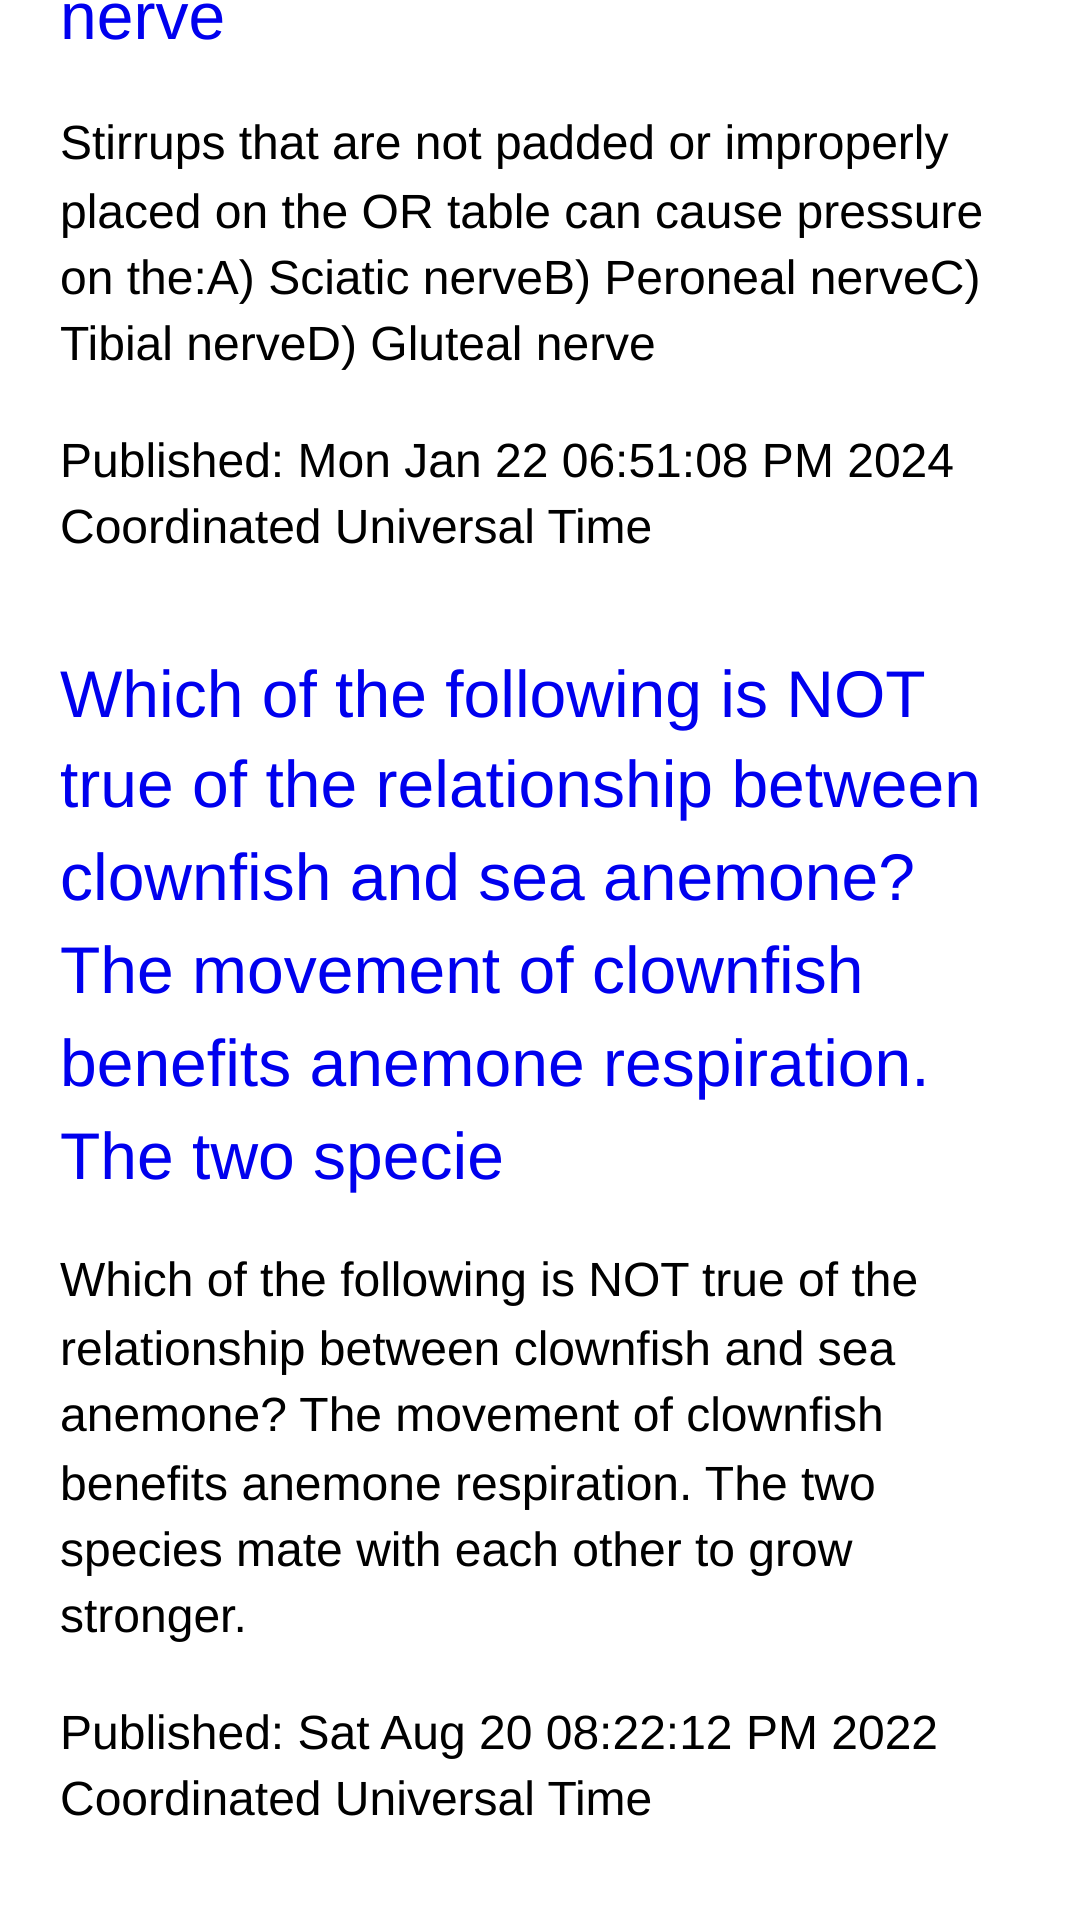 nerve
Stirrups that are not padded or improperly
placed on the OR table can cause pressure
on the:A) Sciatic nerveB) Peroneal nerveC)
Tibial nerveD) Gluteal nerve
Published: Mon Jan 22 06:51:08 PM 2024
Coordinated Universal Time
Which of the following is NOT
true of the relationship between
clownfish and sea anemone?
The movement of clownfish
benefits anemone respiration.
The two specie
Which of the following is NOT true of the
relationship between clownfish and sea
anemone? The movement of clownfish
benefits anemone respiration. The two
species mate with each other to grow
stronger.
Published: Sat Aug 20 08:22:12 PM 2022
Coordinated Universal Time